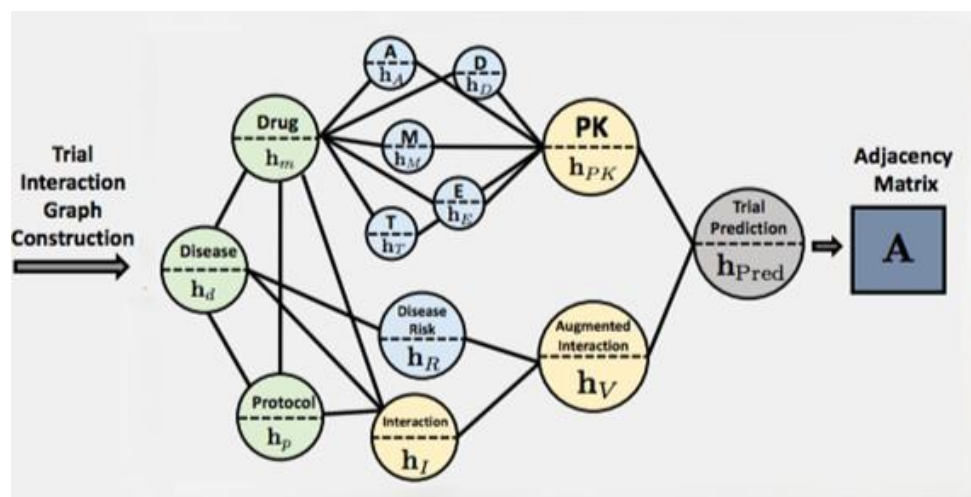 Trial
Interaction
Graph
Construction
Drug
h_m
Disease
h_d
Protocol
h_p
A
h_A
D
h_D
M
h_M
E
h_E
T
h_T
Disease
Risk
h_R
Interaction
h_I
PK
h_PK
Augmented
Interaction
h_V
Trial
Prediction
h_Pred
Adjacency
Matrix
A